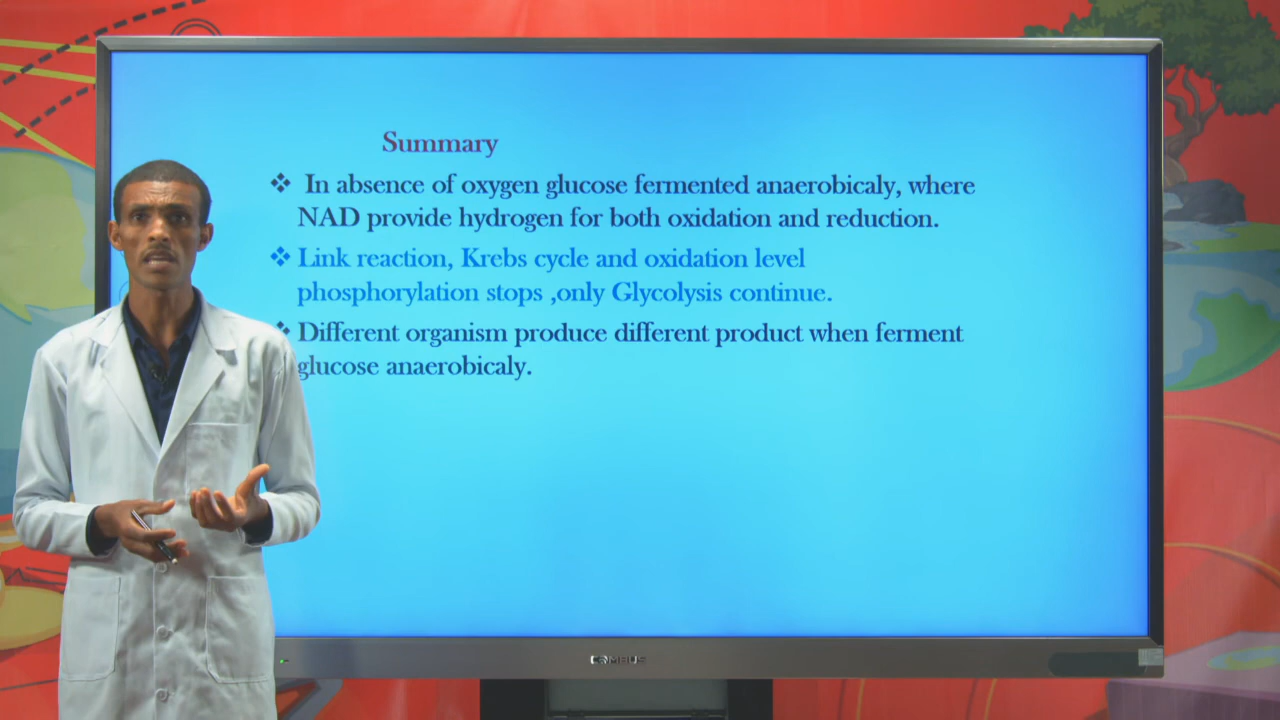 Summary
❖ In absence of oxygen glucose fermented anaerobicaly, where
NAD provide hydrogen for both oxidation and reduction.
❖ Link reaction, Krebs cycle and oxidation level
phosphorylation stops ,only Glycolysis continue.
❖ Different organism produce different product when ferment
glucose anaerobicaly.